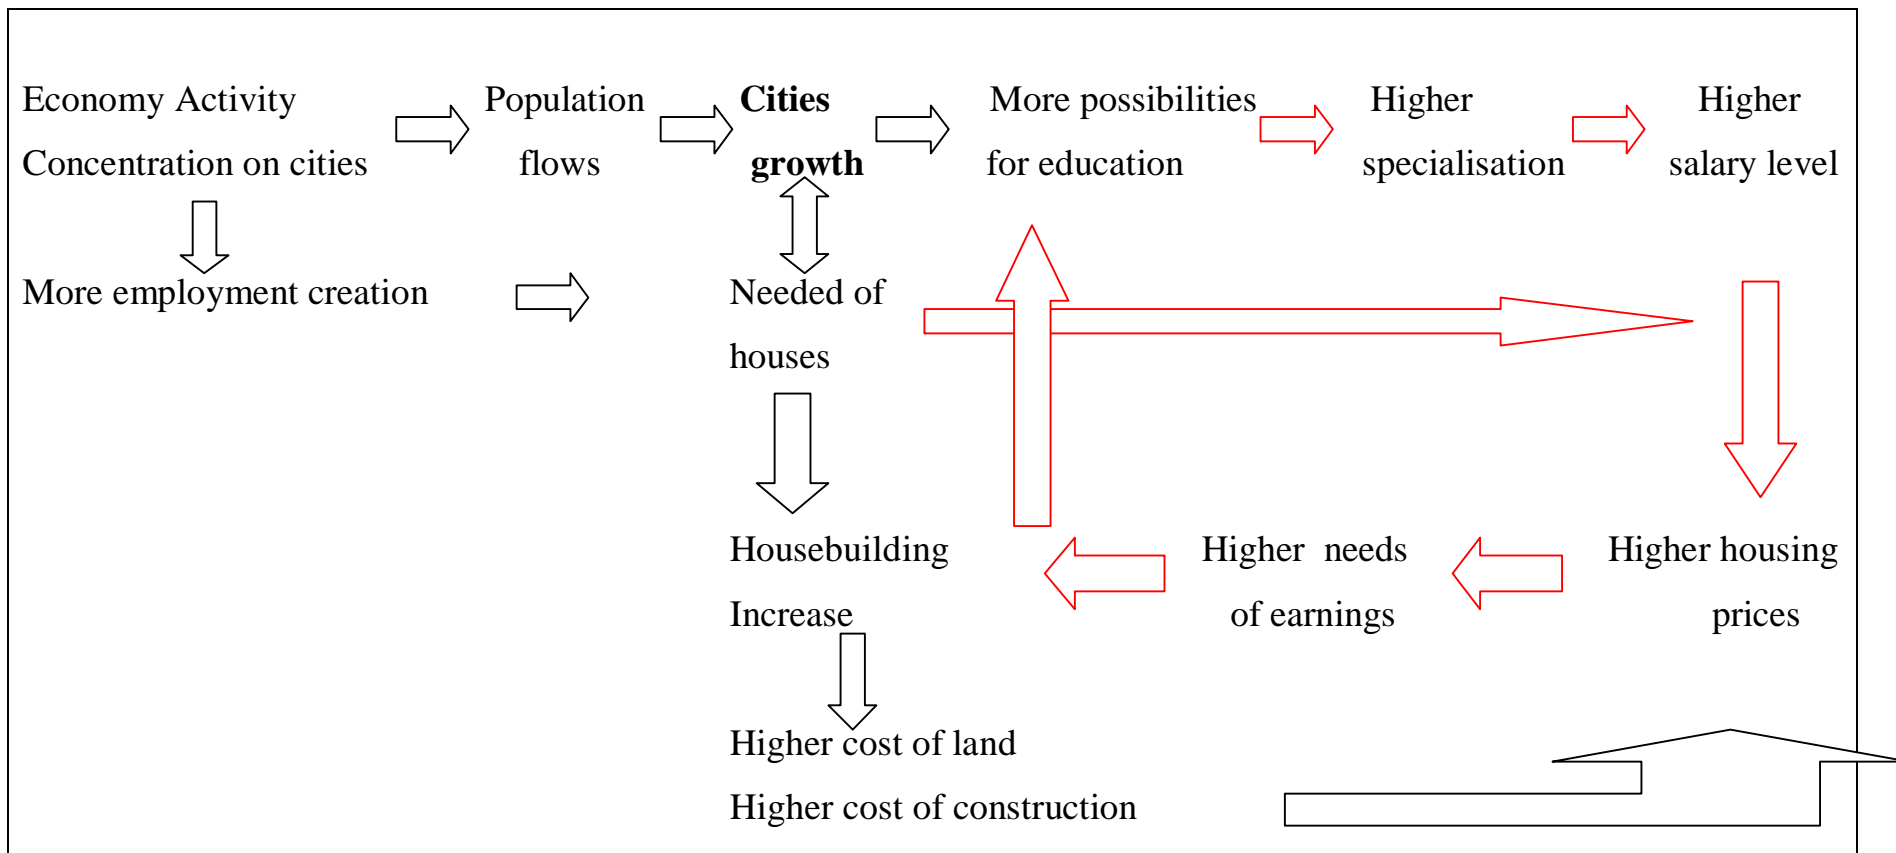 Economy Activity Population Cities More possibilities Higher Higher
Concentration on cities flows growth for education specialisation salary level
More employment creation Needed of
houses
Housebuilding Higher needs Higher housing
Increase of earnings prices
Higher cost of land
Higher cost of construction